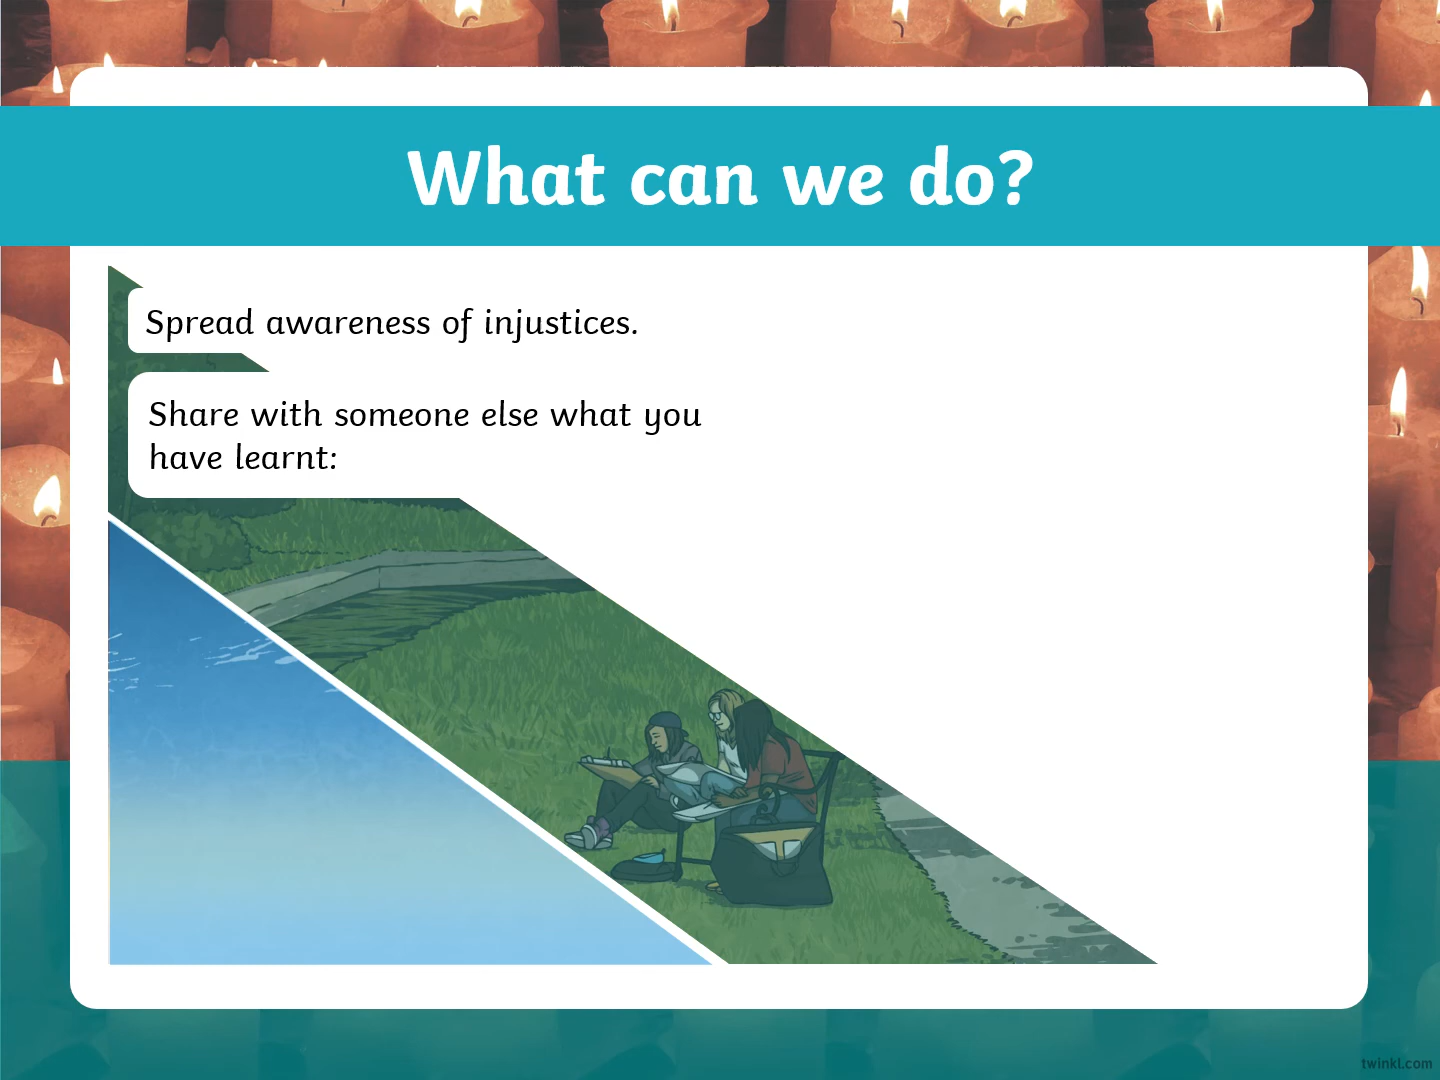 What can we do?
Spread awareness of injustices.
Share with someone else what you
have learnt:
twinkl.com